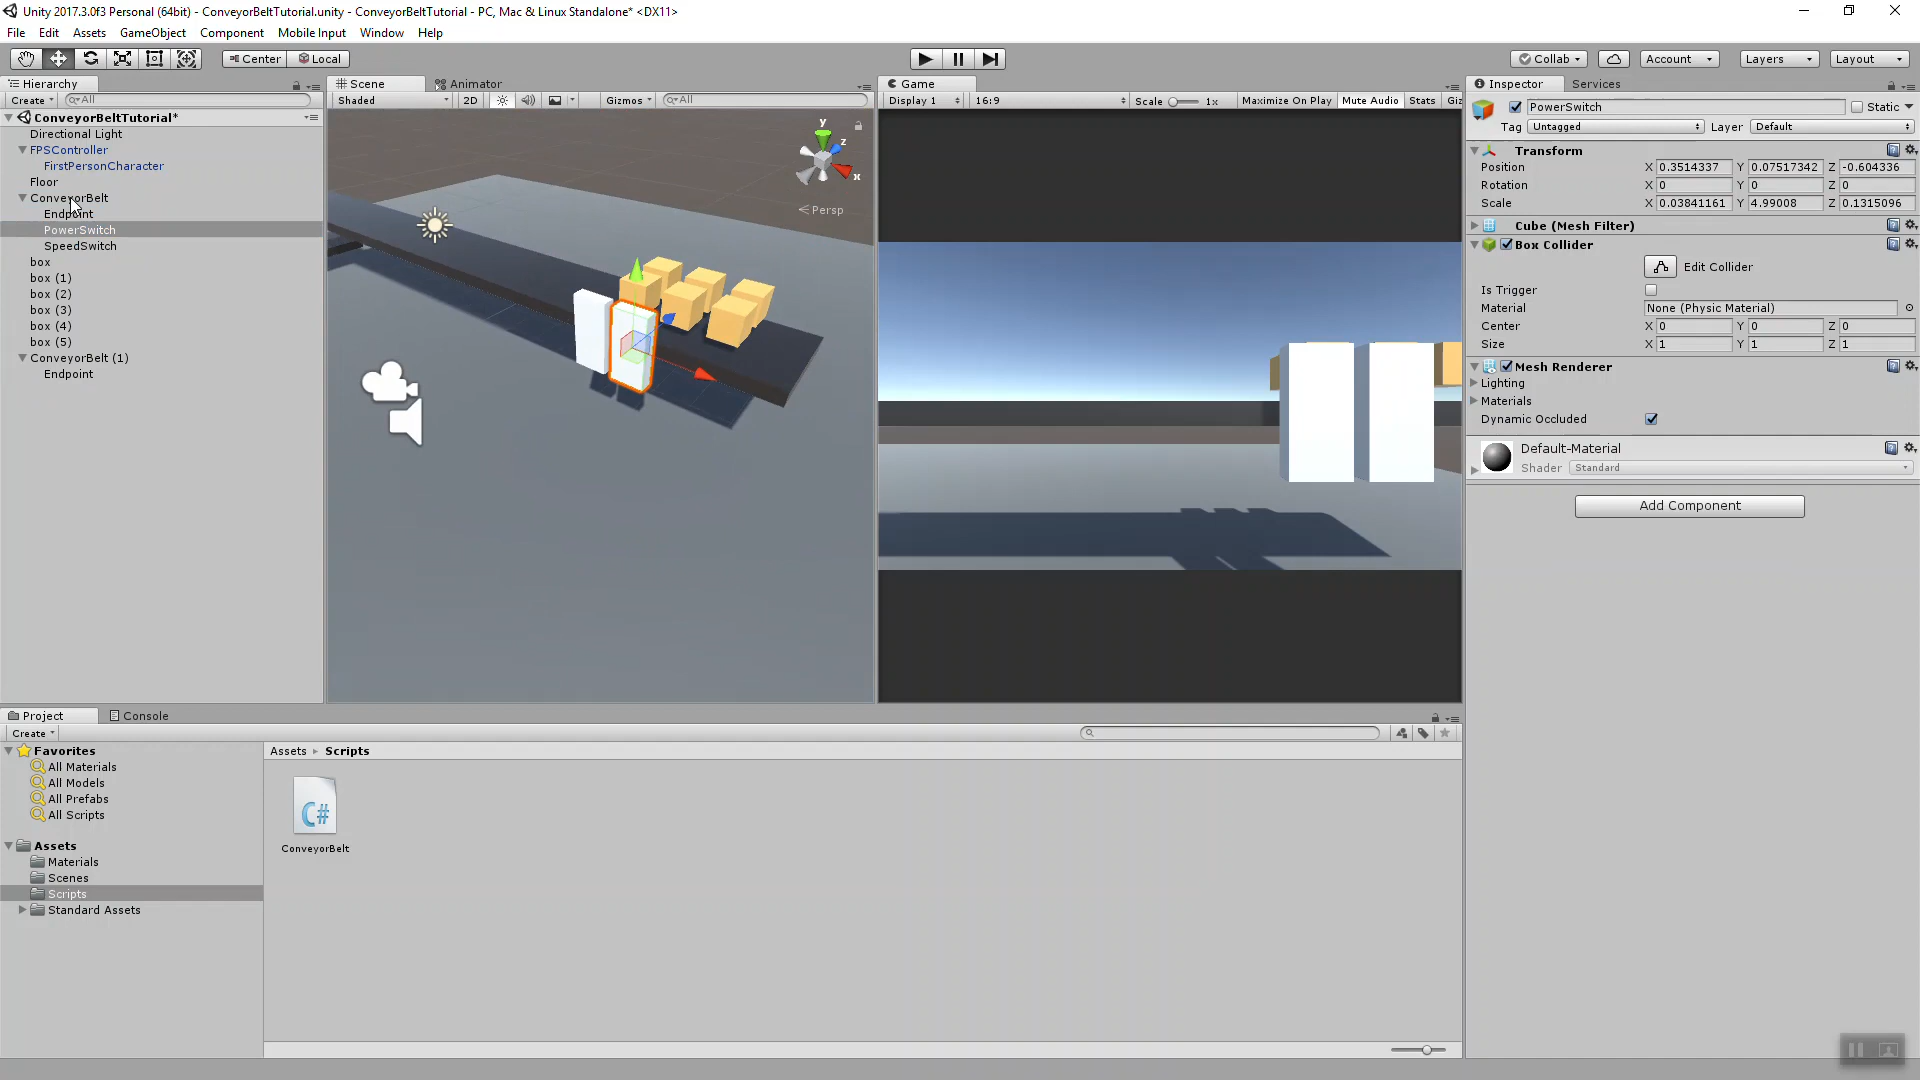 Unity 2017.3.0f3 Personal (64bit) - ConveyorBeltTutorial.unity - ConveyorBeltTutorial - PC, Mac & Linux Standalone* <DX11>
File Edit Assets GameObject Component Mobile Input Window Help
Center Local Collab Account Layers Layout
Hierarchy
Create All
ConveyorBeltTutorial*
Directional Light
FPSController
FirstPersonCharacter
Floor
ConveyorBelt
Endpoint
PowerSwitch
SpeedSwitch
box
box (1)
box (2)
box (3)
box (4)
box (5)
ConveyorBelt (1)
Endpoint
Scene Animator
Shaded 2D Gizmos All
y
z
x
Persp
Game
Display 1 16:9 Scale 1x Maximize On Play Mute Audio Stats Giz
Inspector Services
PowerSwitch Static
Tag Untagged Layer Default
Transform
Position X 0.3514337 Y 0.07517342 Z -0.604336
Rotation X 0 Y 0 Z 0
Scale X 0.03841161 Y 4.99008 Z 0.1315096
Cube (Mesh Filter)
Box Collider
Edit Collider
Is Trigger
Material None (Physic Material)
Center X 0 Y 0 Z 0
Size X 1 Y 1 Z 1
Mesh Renderer
Lighting
Materials
Dynamic Occluded
Default-Material
Shader Standard
Add Component
Project Console
Create
Favorites
All Materials
All Models
All Prefabs
All Scripts
Assets
Materials
Scenes
Scripts
Standard Assets
Assets Scripts
C#
ConveyorBelt